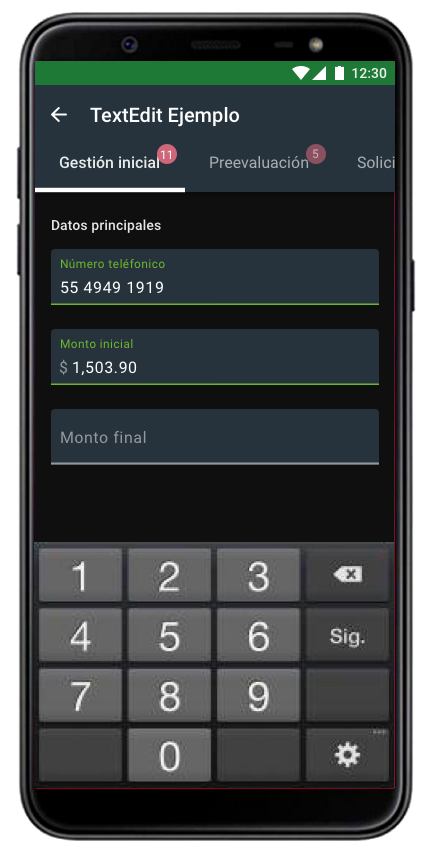 12:30
TextEdit Ejemplo
Gestión inicial 11 Preevaluación 5 Solici
Datos principales
Número teléfonico
55 4949 1919
Monto inicial
$ 1,503.90
Monto final
1 2 3
4 5 6 Sig.
7 8 9
0